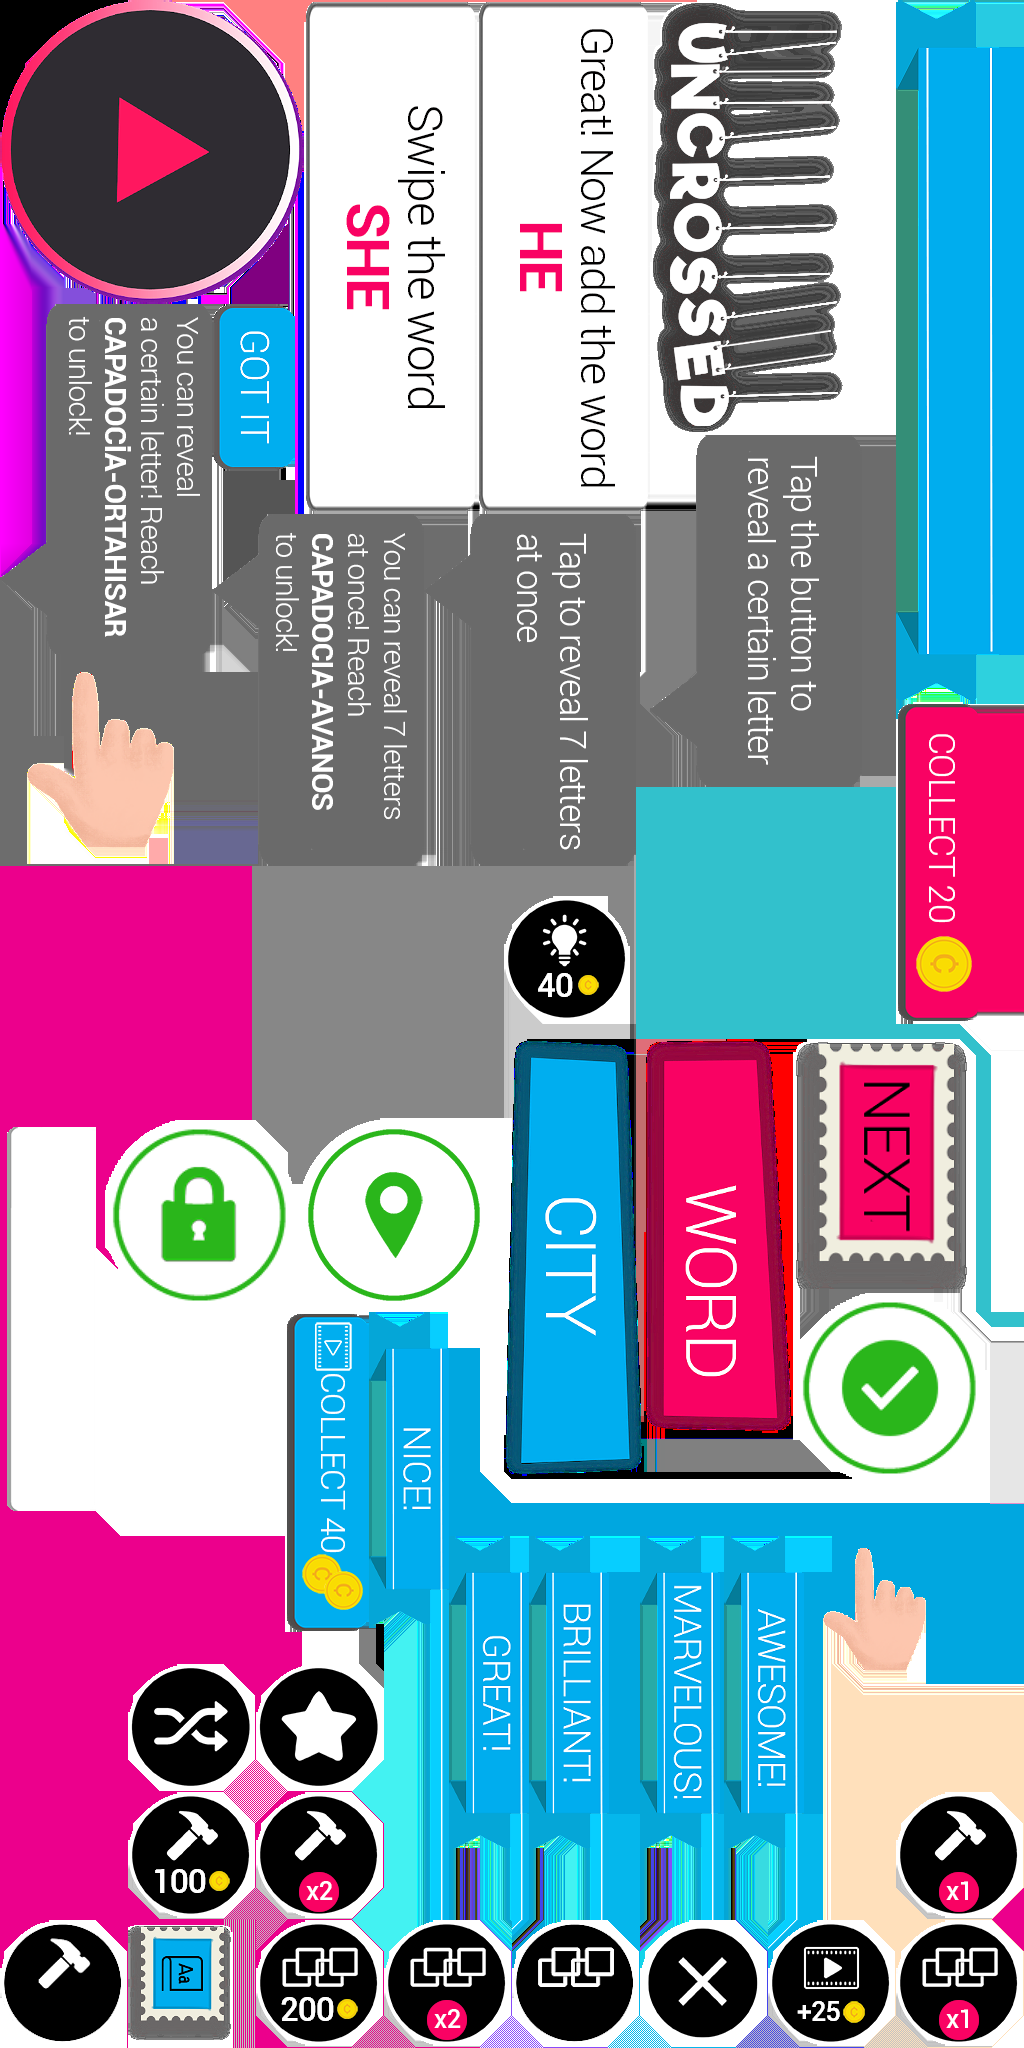 UNCROSSED
Great! Now add the word
HE
Swipe the word
SHE
GOT IT
You can reveal
a certain letter! Reach
CAPADOCİA-ORTAHISAR
to unlock!
Tap the button to
reveal a certain letter
Tap to reveal 7 letters
at once
You can reveal 7 letters
at once! Reach
CAPADOCIA-AVANOS
to unlock!
COLLECT 20
C
40
NEXT
WORD
CITY
COLLECT 40
NICE!
GREAT!
BRILLIANT!
MARVELOUS!
AWESOME!
100
x2
x1
Aa
200
x2
+25
x1